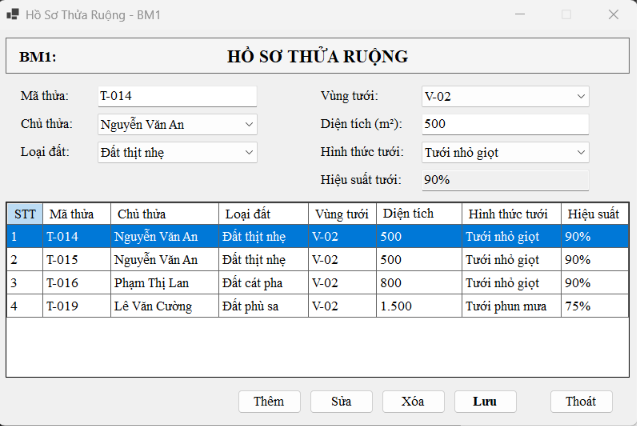 Hồ Sơ Thửa Ruộng - BM1
BM1: HỒ SƠ THỬA RUỘNG
Mã thửa: T-014 Vùng tưới: V-02
Chủ thửa: Nguyễn Văn An Diện tích (m²): 500
Loại đất: Đất thịt nhẹ Hình thức tưới: Tưới nhỏ giọt
Hiệu suất tưới: 90%
STT Mã thửa Chủ thửa Loại đất Vùng tưới Diện tích Hình thức tưới Hiệu suất
1 T-014 Nguyễn Văn An Đất thịt nhẹ V-02 500 Tưới nhỏ giọt 90%
2 T-015 Nguyễn Văn An Đất thịt nhẹ V-02 500 Tưới nhỏ giọt 90%
3 T-016 Phạm Thị Lan Đất cát pha V-02 800 Tưới nhỏ giọt 90%
4 T-019 Lê Văn Cường Đất phù sa V-02 1.500 Tưới phun mưa 75%
Thêm Sửa Xóa Lưu Thoát